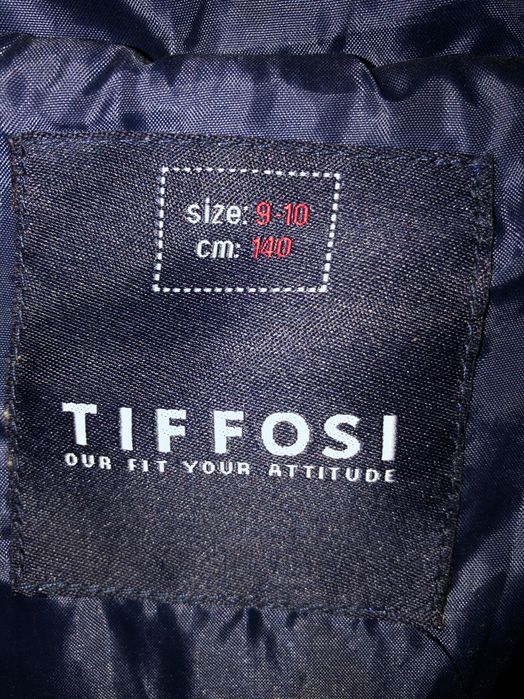 size: 9-10
cm: 140
TIFFOSI
OUR FIT YOUR ATTITUDE